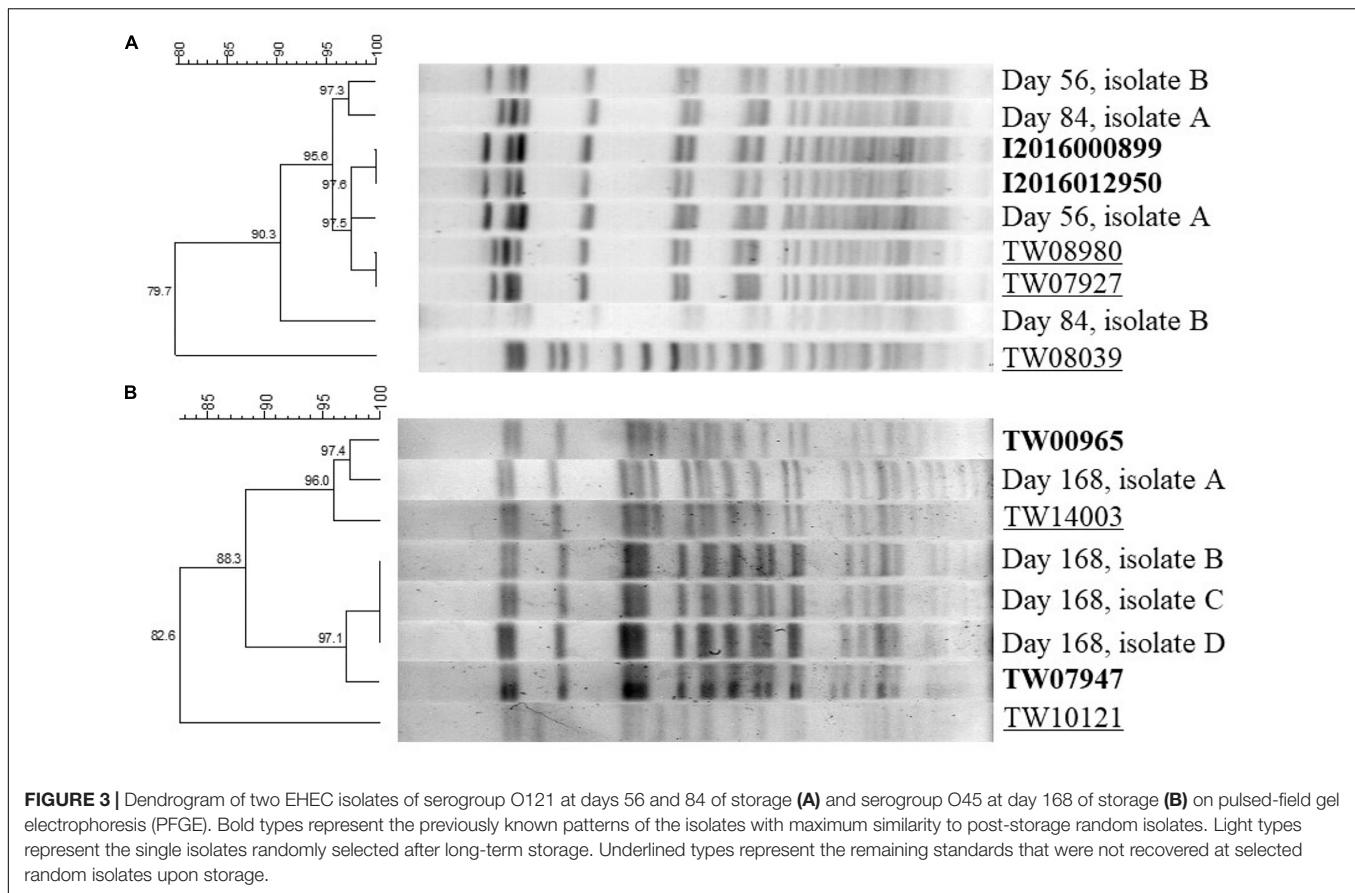 A
80 85 90 95 100
97.3
95.6
97.6
97.5
90.3
79.7
Day 56, isolate B
Day 84, isolate A
I2016000899
I2016012950
Day 56, isolate A
TW08980
TW07927
Day 84, isolate B
TW08039
B
85 90 95 100
97.4
96.0
88.3
97.1
82.6
TW00965
Day 168, isolate A
TW14003
Day 168, isolate B
Day 168, isolate C
Day 168, isolate D
TW07947
TW10121
FIGURE 3 | Dendrogram of two EHEC isolates of serogroup O121 at days 56 and 84 of storage (A) and serogroup O45 at day 168 of storage (B) on pulsed-field gel
electrophoresis (PFGE). Bold types represent the previously known patterns of the isolates with maximum similarity to post-storage random isolates. Light types
represent the single isolates randomly selected after long-term storage. Underlined types represent the remaining standards that were not recovered at selected
random isolates upon storage.